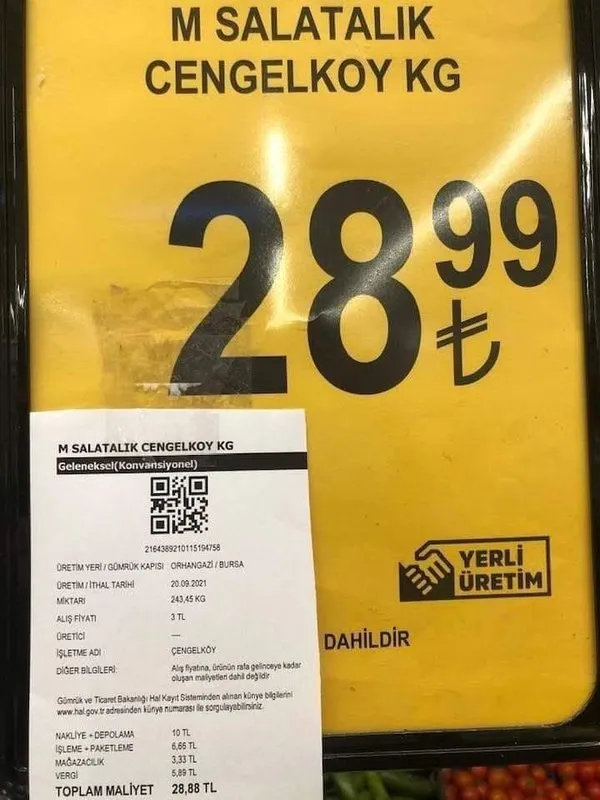 M SALATALIK
CENGELKOY KG
28 99
₺
M SALATALIK CENGELKOY KG
Geleneksel(Konvansiyonel)
2164389210115194758
ÜRETİM YERİ / GÜMRÜK KAPISI ORHANGAZİ / BURSA
ÜRETİM / İTHAL TARİHİ 20.09.2021
MİKTARI 243,45 KG
ALIŞ FİYATI 3 TL
ÜRETİCİ ----
İŞLETME ADI ÇENGELKÖY
DİĞER BİLGİLERİ: Alış fiyatına, ürünün rafa gelinceye kadar
oluşan maliyetleri dahil değildir
Gümrük ve Ticaret Bakanlığı Hal Kayıt Sisteminden alınan künye bilgilerini
www.hal.gov.tr adresinden künye numarası ile sorgulayabilirsiniz.
NAKLİYE + DEPOLAMA 10 TL
İŞLEME + PAKETLEME 6,66 TL
MAĞAZACILIK 3,33 TL
VERGİ 5,89 TL
TOPLAM MALİYET 28,88 TL
YERLİ
ÜRETİM
DAHİLDİR